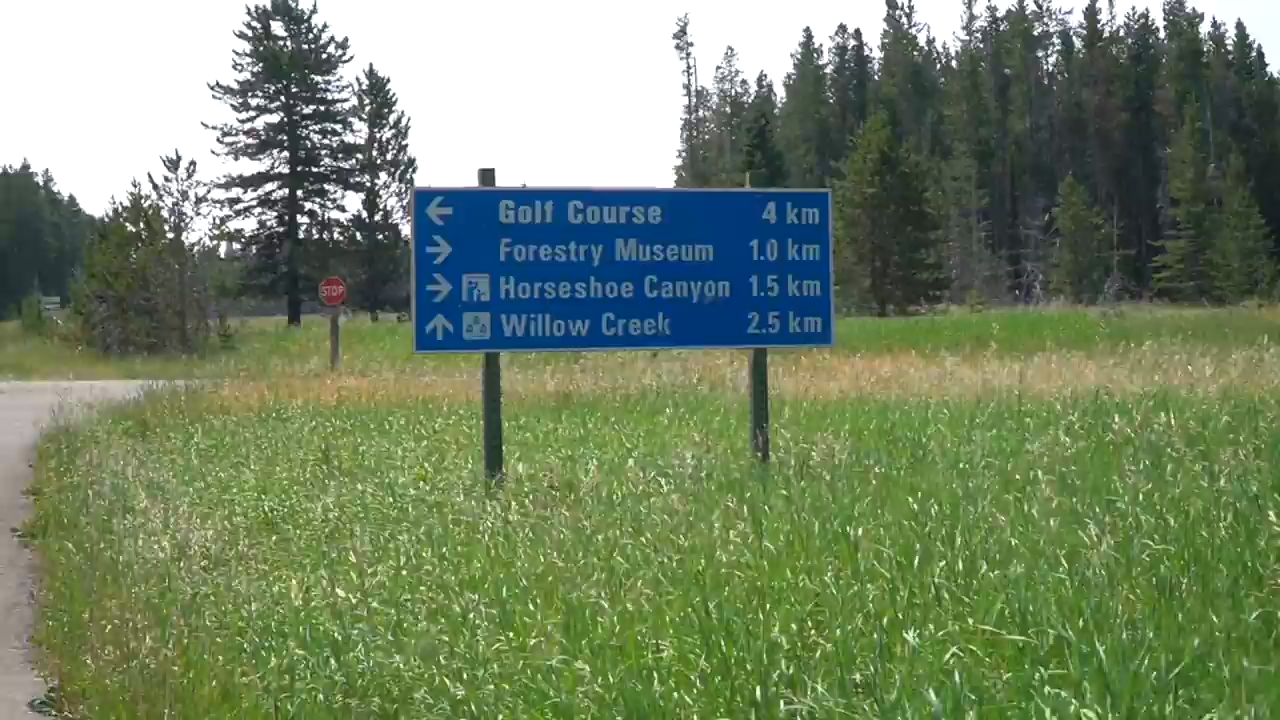 STOP
← Golf Course 4 km
→ Forestry Museum 1.0 km
→ Horseshoe Canyon 1.5 km
↑ Willow Creek 2.5 km